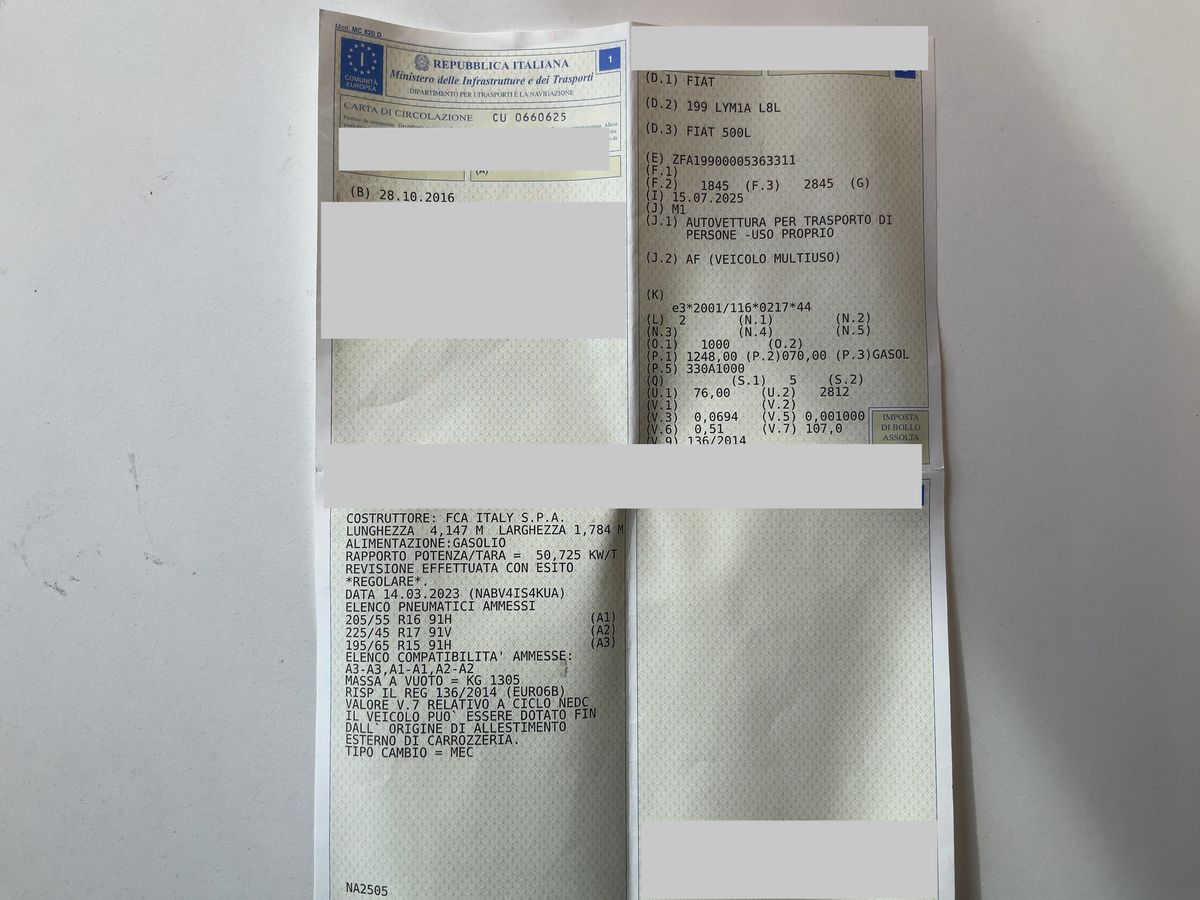 Mod. MC 820 D
I
COMUNITÀ
EUROPEA
REPUBBLICA ITALIANA
Ministero delle Infrastrutture e dei Trasporti
DIPARTIMENTO PER I TRASPORTI E LA NAVIGAZIONE
1
CARTA DI CIRCOLAZIONE CU 0660625
(A)
(B) 28.10.2016
(D.1) FIAT
(D.2) 199 LYM1A L8L
(D.3) FIAT 500L
(E) ZFA19900005363311
(F.1)
(F.2) 1845 (F.3) 2845 (G)
(I) 15.07.2025
(J) M1
(J.1) AUTOVETTURA PER TRASPORTO DI
PERSONE -USO PROPRIO
(J.2) AF (VEICOLO MULTIUSO)
(K)
e3*2001/116*0217*44
(L) 2 (N.1) (N.2)
(N.3) (N.4) (N.5)
(O.1) 1000 (O.2)
(P.1) 1248,00 (P.2)070,00 (P.3)GASOL
(P.5) 330A1000
(Q) (S.1) 5 (S.2)
(U.1) 76,00 (U.2) 2812
(V.1) (V.2)
(V.3) 0,0694 (V.5) 0,001000
(V.6) 0,51 (V.7) 107,0
(V.9) 136/2014
IMPOSTA
DI BOLLO
ASSOLTA
COSTRUTTORE: FCA ITALY S.P.A.
LUNGHEZZA 4,147 M LARGHEZZA 1,784 M
ALIMENTAZIONE:GASOLIO
RAPPORTO POTENZA/TARA = 50,725 KW/T
REVISIONE EFFETTUATA CON ESITO
*REGOLARE*.
DATA 14.03.2023 (NABV4IS4KUA)
ELENCO PNEUMATICI AMMESSI
205/55 R16 91H (A1)
225/45 R17 91V (A2)
195/65 R15 91H (A3)
ELENCO COMPATIBILITA' AMMESSE:
A3-A3,A1-A1,A2-A2
MASSA A VUOTO = KG 1305
RISP IL REG 136/2014 (EURO6B)
VALORE V.7 RELATIVO A CICLO NEDC
IL VEICOLO PUO` ESSERE DOTATO FIN
DALL` ORIGINE DI ALLESTIMENTO
ESTERNO DI CARROZZERIA.
TIPO CAMBIO = MEC
NA2505